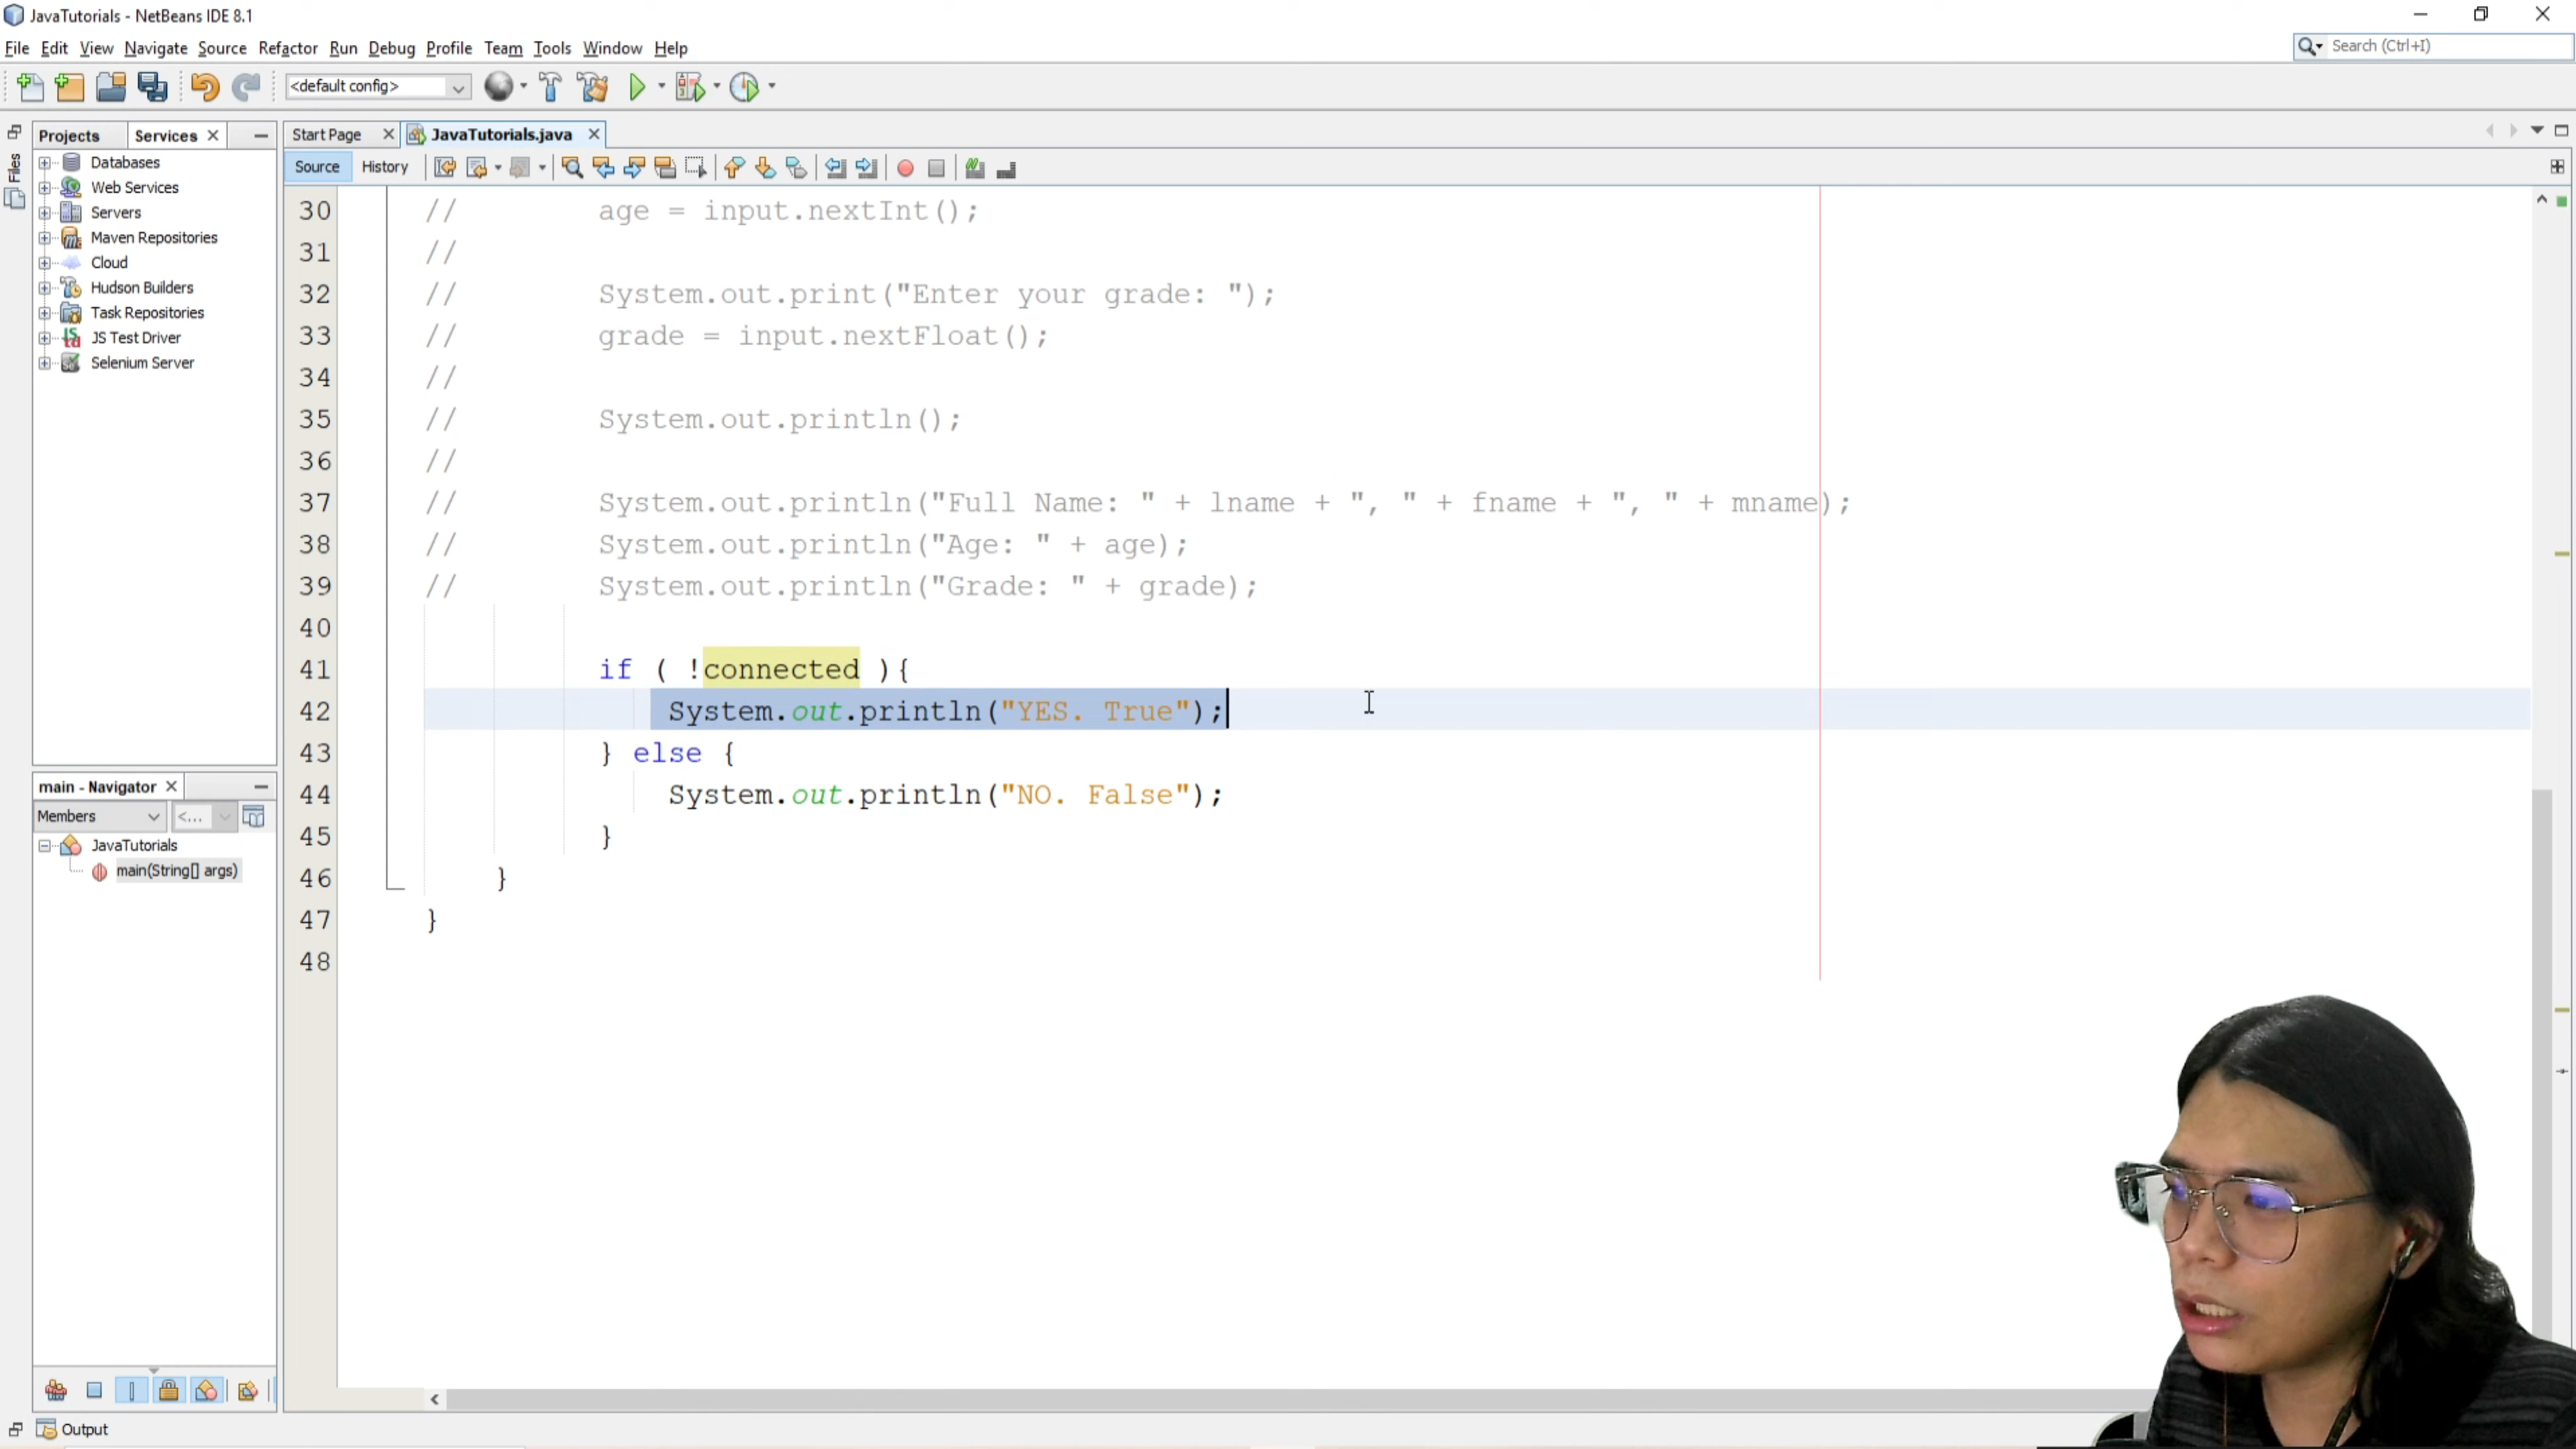 JavaTutorials - NetBeans IDE 8.1
File Edit View Navigate Source Refactor Run Debug Profile Team Tools Window Help
Search (Ctrl+I)
<default config>
Files
Projects
Services
Databases
Web Services
Servers
Maven Repositories
Cloud
Hudson Builders
Task Repositories
JS Test Driver
Selenium Server
main - Navigator
Members
<...
JavaTutorials
main(String[] args)
Start Page
JavaTutorials.java
Source History
30 // age = input.nextInt();
31 //
32 // System.out.print("Enter your grade: ");
33 // grade = input.nextFloat();
34 //
35 // System.out.println();
36 //
37 // System.out.println("Full Name: " + lname + ", " + fname + ", " + mname);
38 // System.out.println("Age: " + age);
39 // System.out.println("Grade: " + grade);
40
41 if ( !connected ){
42 System.out.println("YES. True");
43 } else {
44 System.out.println("NO. False");
45 }
46 }
47 }
48
Output